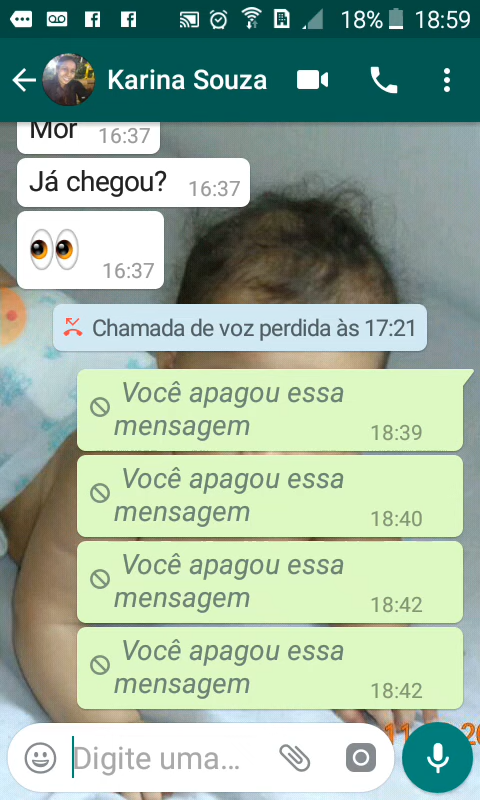 18% 18:59
Karina Souza
Mor 16:37
Já chegou? 16:37
16:37
Chamada de voz perdida às 17:21
Você apagou essa
mensagem 18:39
Você apagou essa
mensagem 18:40
Você apagou essa
mensagem 18:42
Você apagou essa
mensagem 18:42
Digite uma...